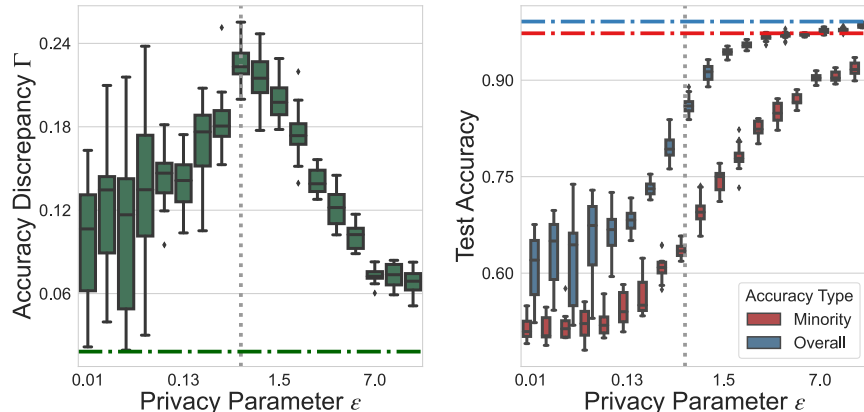 Accuracy Discrepancy Γ
0.24
0.18
0.12
0.06
0.01
0.13
1.5
7.0
Privacy Parameter ε
Test Accuracy
0.90
0.75
0.60
Accuracy Type
Minority
Overall
0.01
0.13
1.5
7.0
Privacy Parameter ε